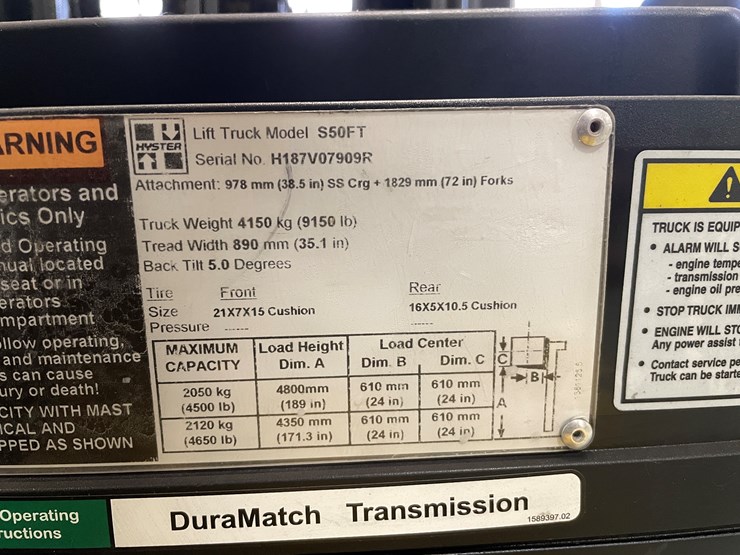 ARNING
erators and
ics Only
d Operating
ual located
seat or in
erators
mpartment
llow operating,
and maintenance
s can cause
ury or death!
CITY WITH MAST
ICAL AND
PPED AS SHOWN
HYSTER
Lift Truck Model S50FT
Serial No. H187V07909R
Attachment: 978 mm (38.5 in) SS Crg + 1829 mm (72 in) Forks
Truck Weight 4150 kg (9150 lb)
Tread Width 890 mm (35.1 in)
Back Tilt 5.0 Degrees
Tire Front Rear
Size 21X7X15 Cushion 16X5X10.5 Cushion
Pressure ------ ------
MAXIMUM CAPACITY Load Height Dim. A Load Center Dim. B Dim. C
2050 kg (4500 lb) 4800mm (189 in) 610 mm (24 in) 610 mm (24 in)
2120 kg (4650 lb) 4350 mm (171.3 in) 610 mm (24 in) 610 mm (24 in)
C
B
A
TRUCK IS EQUIP
• ALARM WILL S
- engine tempe
- transmission
- engine oil pre
• STOP TRUCK IMM
• ENGINE WILL STO
Any power assist
• Contact service pe
Truck can be starte
Operating
ructions
DuraMatch Transmission
1589397.02